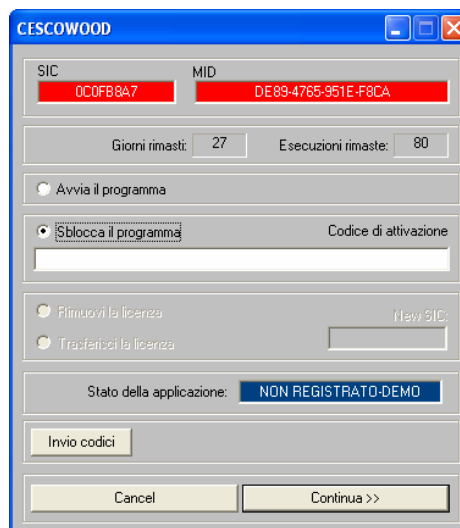 CESCOWOOD
SIC MID
0C0FB8A7 DE89-4765-951E-F8CA
Giorni rimasti: 27 Esecuzioni rimaste: 80
Avvia il programma
Sblocca il programma Codice di attivazione
Rimuovi la licenza New SIC:
Trasferisci la licenza
Stato della applicazione: NON REGISTRATO-DEMO
Invio codici
Cancel Continua >>